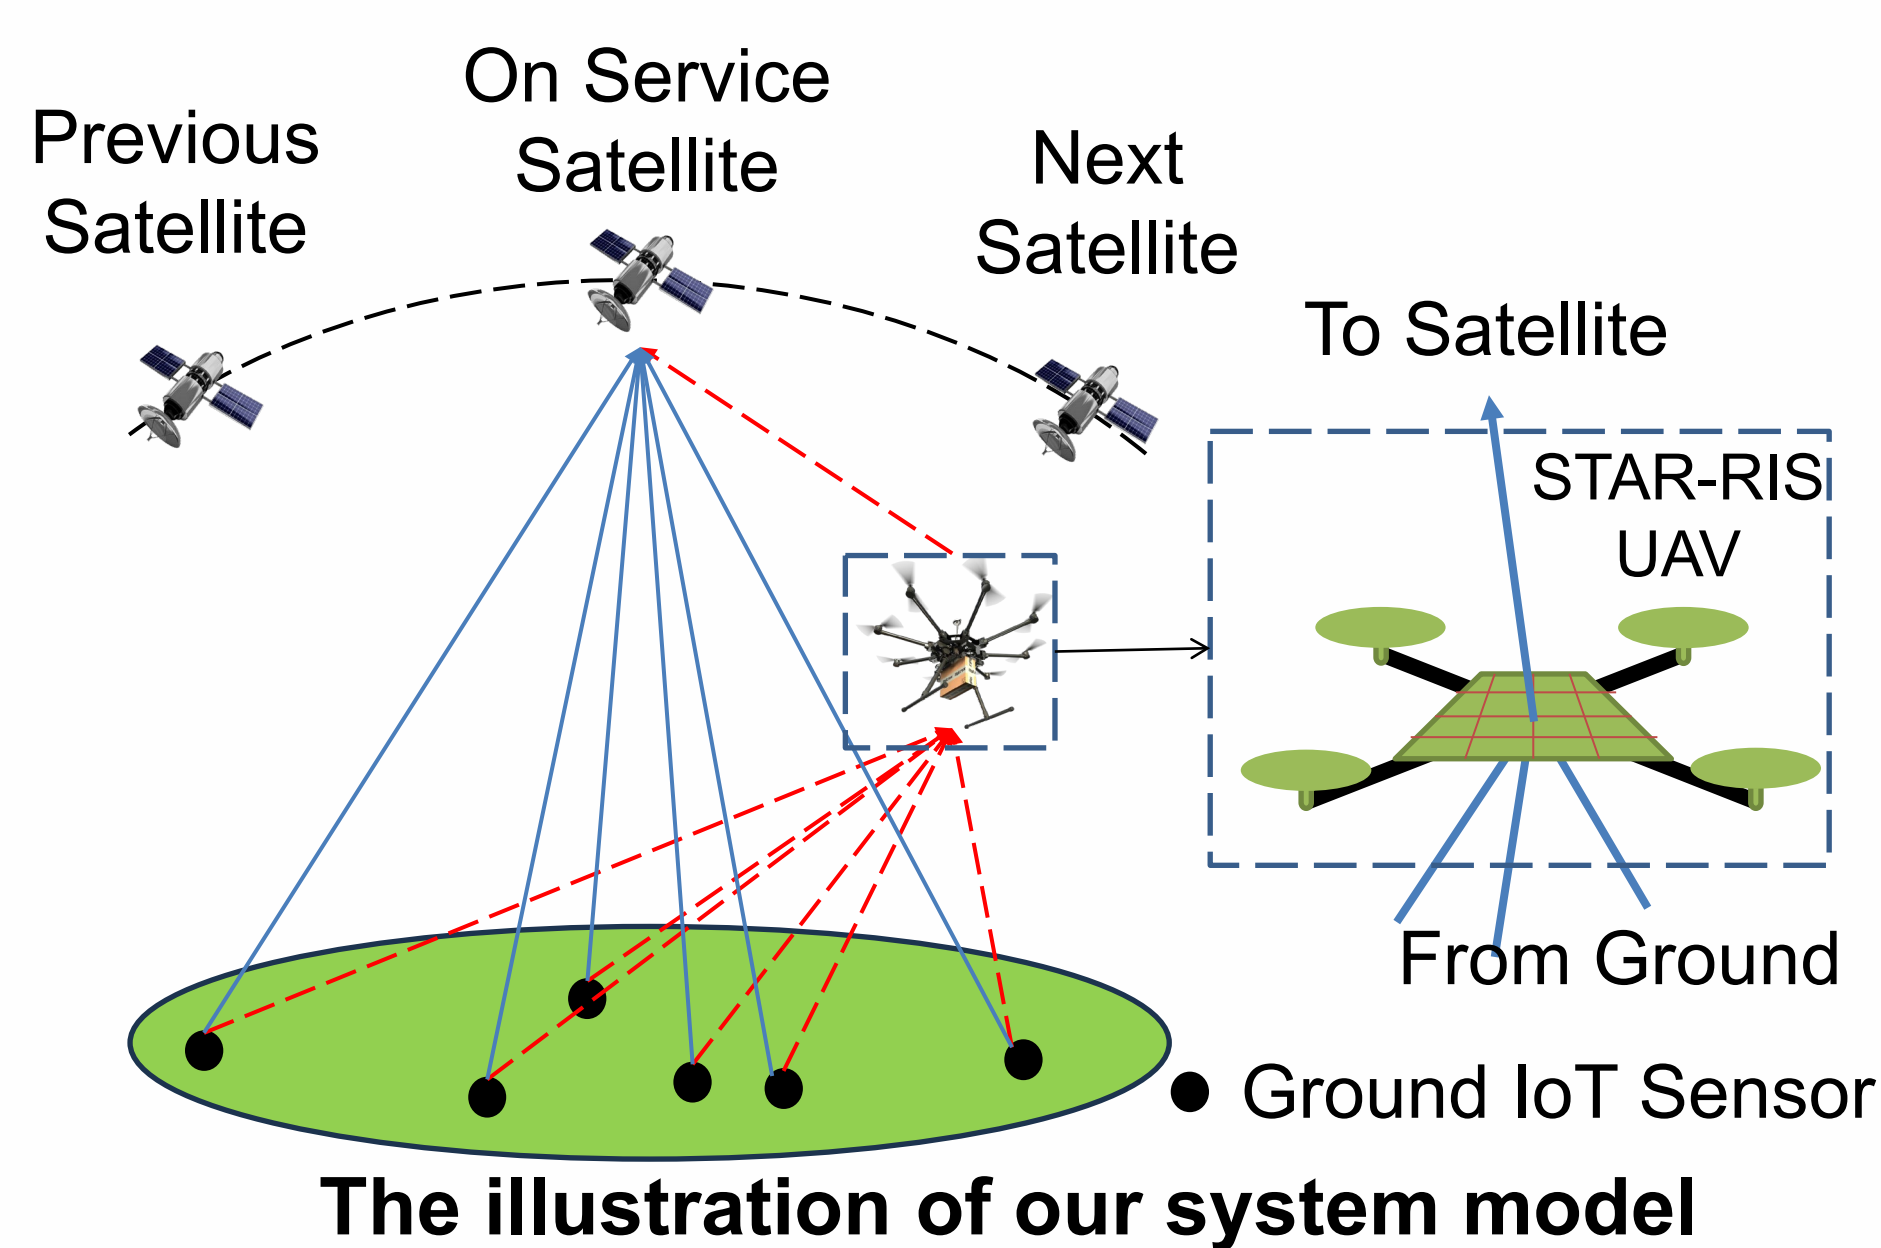 Previous
Satellite
On Service
Satellite
Next
Satellite
To Satellite
STAR-RIS
UAV
From Ground
Ground IoT Sensor
The illustration of our system model